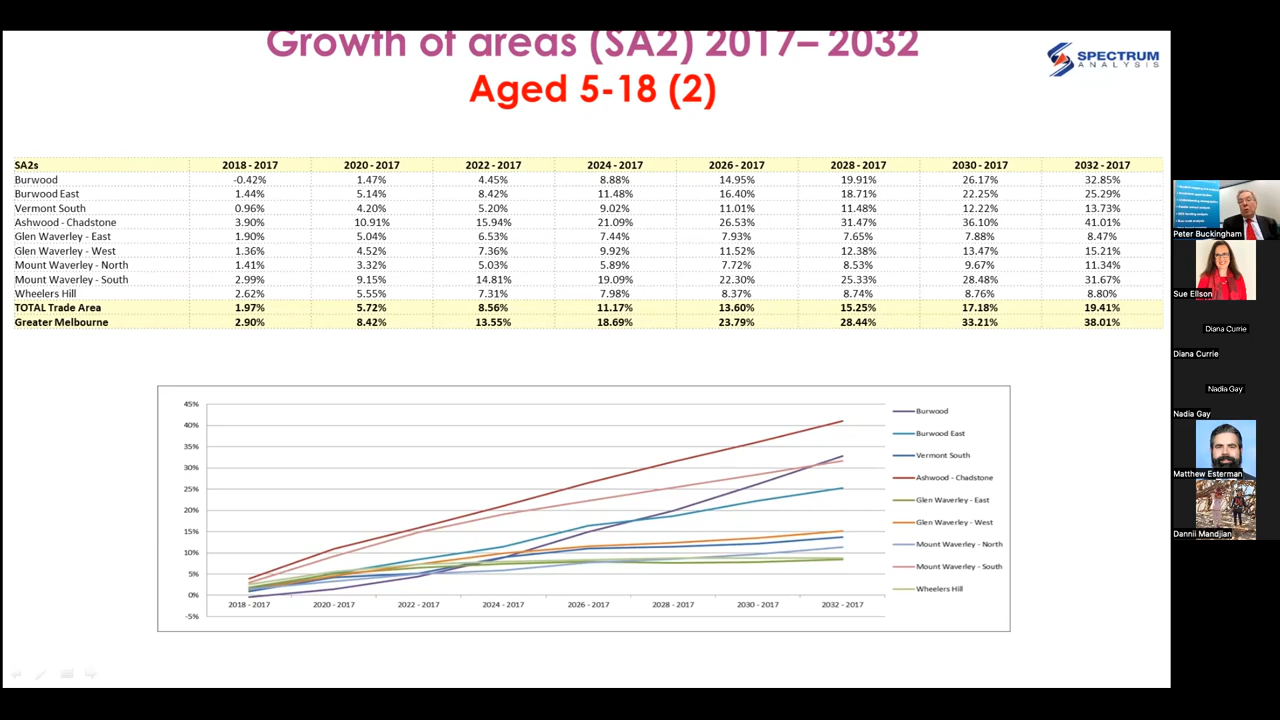 Growth of areas (SA2) 2017– 2032
Aged 5-18 (2)
SPECTRUM
ANALYSIS
SA2s 2018 - 2017 2020 - 2017 2022 - 2017 2024 - 2017 2026 - 2017 2028 - 2017 2030 - 2017 2032 - 2017
Burwood -0.42% 1.47% 4.45% 8.88% 14.95% 19.91% 26.17% 32.85%
Burwood East 1.44% 5.14% 8.42% 11.48% 16.40% 18.71% 22.25% 25.29%
Vermont South 0.96% 4.20% 5.20% 9.02% 11.01% 11.48% 12.22% 13.73%
Ashwood - Chadstone 3.90% 10.91% 15.94% 21.09% 26.53% 31.47% 36.10% 41.01%
Glen Waverley - East 1.90% 5.04% 6.53% 7.44% 7.93% 7.65% 7.88% 8.47%
Glen Waverley - West 1.36% 4.52% 7.36% 9.92% 11.52% 12.38% 13.47% 15.21%
Mount Waverley - North 1.41% 3.32% 5.03% 5.89% 7.72% 8.53% 9.67% 11.34%
Mount Waverley - South 2.99% 9.15% 14.81% 19.09% 22.30% 25.33% 28.48% 31.67%
Wheelers Hill 2.62% 5.55% 7.31% 7.98% 8.37% 8.74% 8.76% 8.80%
TOTAL Trade Area 1.97% 5.72% 8.56% 11.17% 13.60% 15.25% 17.18% 19.41%
Greater Melbourne 2.90% 8.42% 13.55% 18.69% 23.79% 28.44% 33.21% 38.01%
45%
40%
35%
30%
25%
20%
15%
10%
5%
0%
-5%
2018 - 2017 2020 - 2017 2022 - 2017 2024 - 2017 2026 - 2017 2028 - 2017 2030 - 2017 2032 - 2017
Burwood
Burwood East
Vermont South
Ashwood - Chadstone
Glen Waverley - East
Glen Waverley - West
Mount Waverley - North
Mount Waverley - South
Wheelers Hill
Peter Buckingham
Sue Ellson
Diana Currie
Diana Currie
Nadia Gay
Nadia Gay
Matthew Esterman
Dannii Mandjian